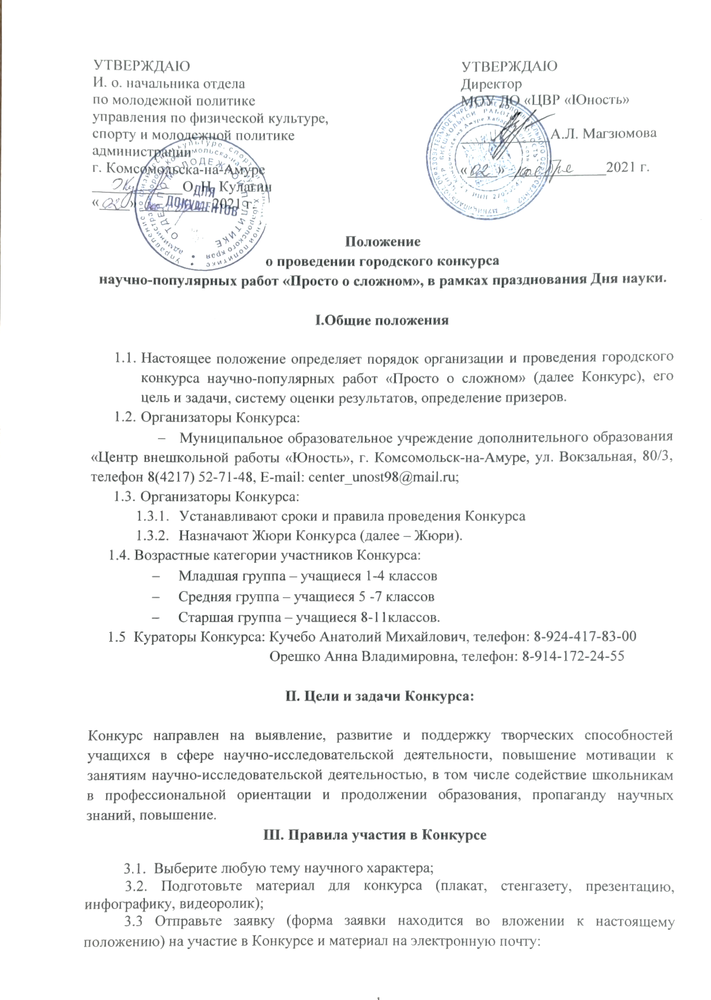 УТВЕРЖДАЮ
И. о. начальника отдела
по молодежной политике
управления по физической культуре,
спорту и молодежной политике
администрации
г. Комсомольска-на-Амуре
О. Н. Кулагин
«02» 2021 г.
ОТДЕЛ ПО МОЛОДЕЖНОЙ ПОЛИТИКЕ
ДЛЯ
ДОКУМЕНТОВ
УТВЕРЖДАЮ
Директор
МОУ ДО «ЦВР «Юность»
А.Л. Магзюмова
«02» ноября 2021 г.
Положение
о проведении городского конкурса
научно-популярных работ «Просто о сложном», в рамках празднования Дня науки.
I.Общие положения
1.1. Настоящее положение определяет порядок организации и проведения городского
конкурса научно-популярных работ «Просто о сложном» (далее Конкурс), его
цель и задачи, систему оценки результатов, определение призеров.
1.2. Организаторы Конкурса:
– Муниципальное образовательное учреждение дополнительного образования
«Центр внешкольной работы «Юность», г. Комсомольск-на-Амуре, ул. Вокзальная, 80/3,
телефон 8(4217) 52-71-48, E-mail: center_unost98@mail.ru;
1.3. Организаторы Конкурса:
1.3.1. Устанавливают сроки и правила проведения Конкурса
1.3.2. Назначают Жюри Конкурса (далее – Жюри).
1.4. Возрастные категории участников Конкурса:
– Младшая группа – учащиеся 1-4 классов
– Средняя группа – учащиеся 5 -7 классов
– Старшая группа – учащиеся 8-11классов.
1.5 Кураторы Конкурса: Кучебо Анатолий Михайлович, телефон: 8-924-417-83-00
Орешко Анна Владимировна, телефон: 8-914-172-24-55
II. Цели и задачи Конкурса:
Конкурс направлен на выявление, развитие и поддержку творческих способностей
учащихся в сфере научно-исследовательской деятельности, повышение мотивации к
занятиям научно-исследовательской деятельностью, в том числе содействие школьникам
в профессиональной ориентации и продолжении образования, пропаганду научных
знаний, повышение.
III. Правила участия в Конкурсе
3.1. Выберите любую тему научного характера;
3.2. Подготовьте материал для конкурса (плакат, стенгазету, презентацию,
инфографику, видеоролик);
3.3 Отправьте заявку (форма заявки находится во вложении к настоящему
положению) на участие в Конкурсе и материал на электронную почту: